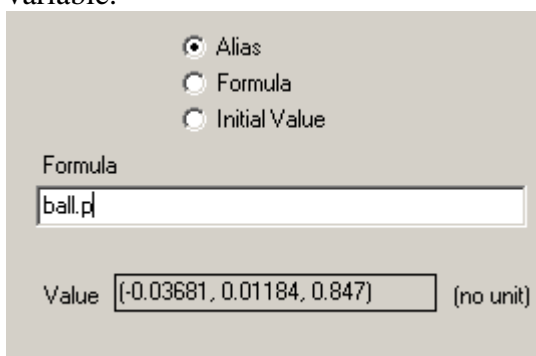 variable.
Alias
Formula
Initial Value
Formula
ball.p
Value (-0.03681, 0.01184, 0.847) (no unit)